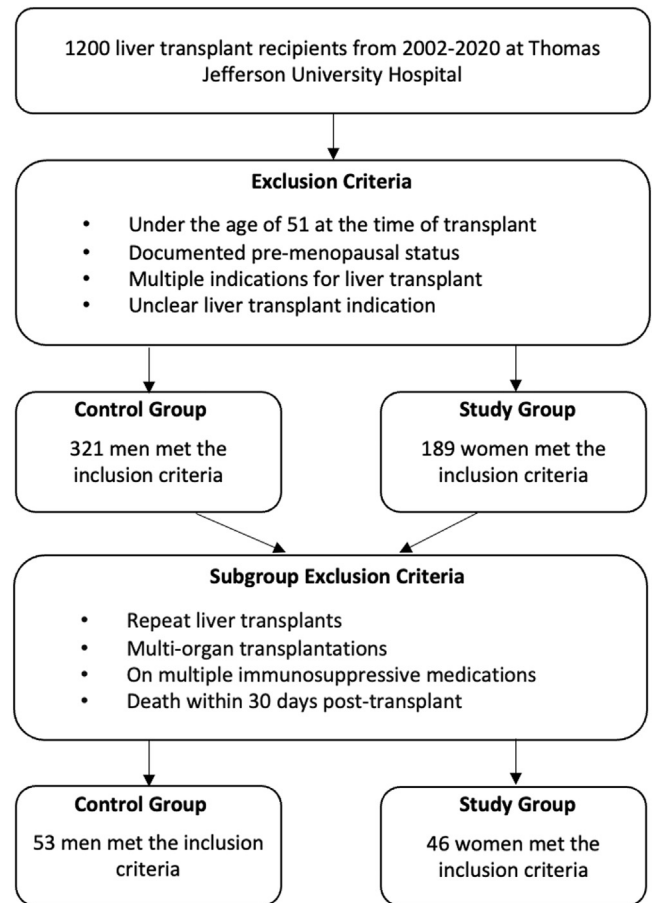 1200 liver transplant recipients from 2002-2020 at Thomas
Jefferson University Hospital
Exclusion Criteria
• Under the age of 51 at the time of transplant
• Documented pre-menopausal status
• Multiple indications for liver transplant
• Unclear liver transplant indication
Control Group
321 men met the
inclusion criteria
Study Group
189 women met the
inclusion criteria
Subgroup Exclusion Criteria
• Repeat liver transplants
• Multi-organ transplantations
• On multiple immunosuppressive medications
• Death within 30 days post-transplant
Control Group
53 men met the inclusion
criteria
Study Group
46 women met the
inclusion criteria